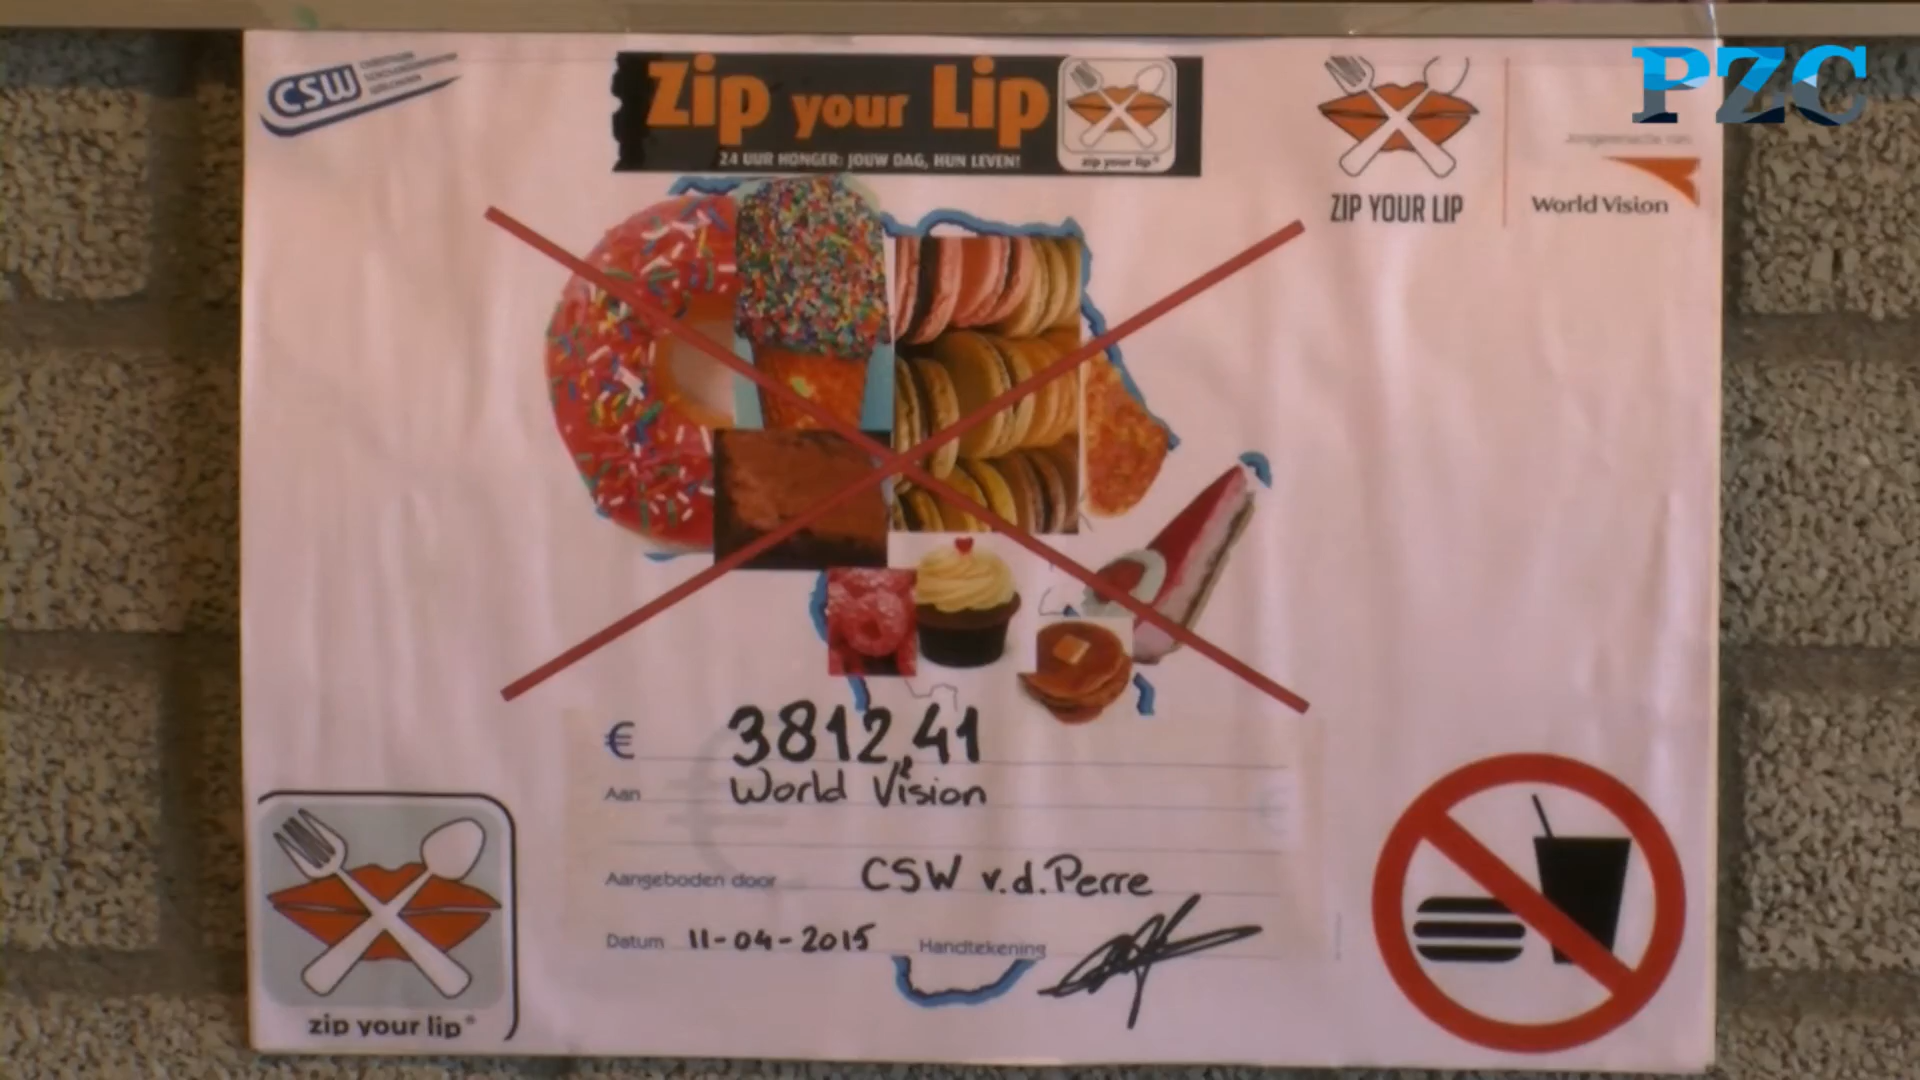 CSW
Zip your Lip
24 UUR HONGER: JOUW DAG, HUN LEVEN!
zip your lip®
ZIP YOUR LIP
World Vision
PZC
€ 3812,41
Aan World Vision
Aangeboden door CSW v.d. Perre
Datum 11-04-2015 Handtekening
zip your lip®